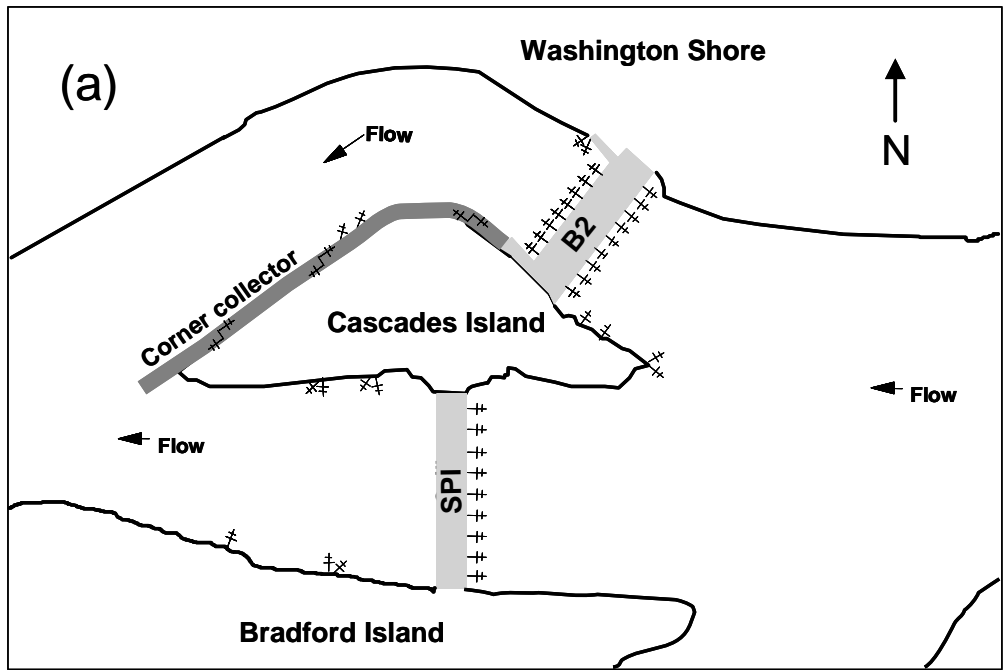 Washington Shore
(a)
Flow
N
B2
Corner collector
Cascades Island
Flow
Flow
SPI
Bradford Island